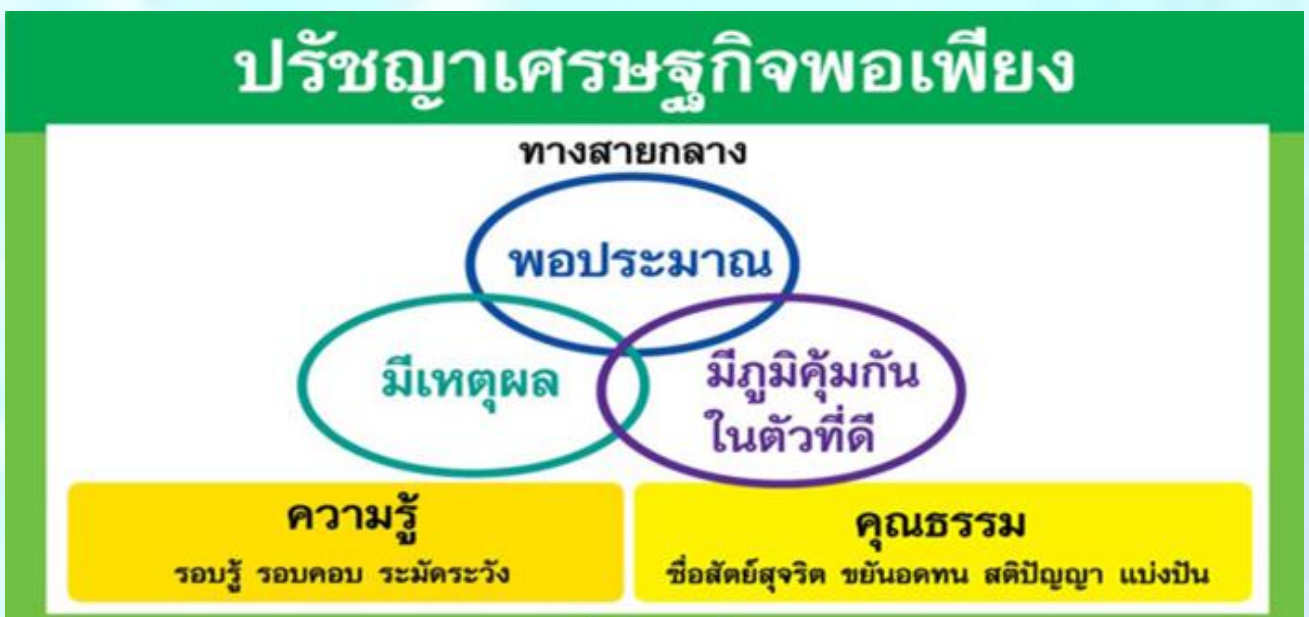 ปรัชญาเศรษฐกิจพอเพียง
ทางสายกลาง
พอประมาณ
มีเหตุผล
มีภูมิคุ้มกัน
ในตัวที่ดี
ความรู้
รอบรู้ รอบคอบ ระมัดระวัง
คุณธรรม
ซื่อสัตย์สุจริต ขยันอดทน สติปัญญา แบ่งปัน